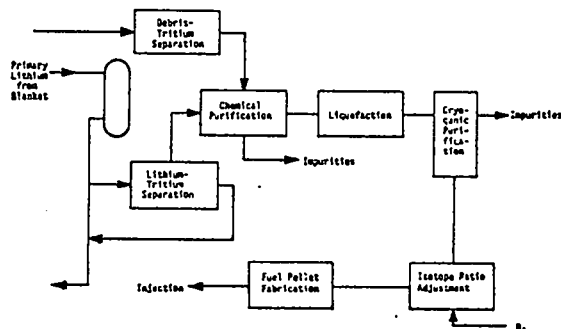 Debris-
Tritium
Separation
Primary
Lithium
from
Blanket
Chemical
Purification
Liquefaction
Cryo-
genic
Puri-
fica-
tion
Impurities
Impurities
Lithium-
Tritium
Separation
Injection
Fuel Pellet
Fabrication
Isotope Ratio
Adjustment